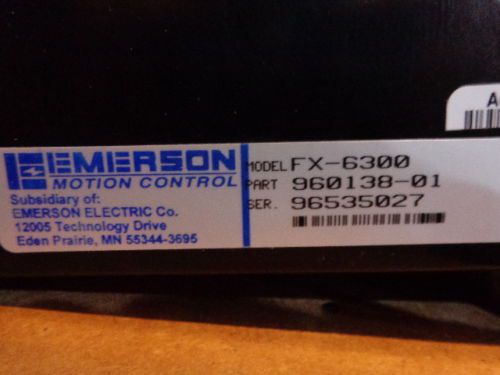 EMERSON
MOTION CONTROL
Subsidiary of:
EMERSON ELECTRIC Co.
12005 Technology Drive
Eden Prairie, MN 55344-3695
MODEL FX-6300
PART 960138-01
SER. 96535027
A